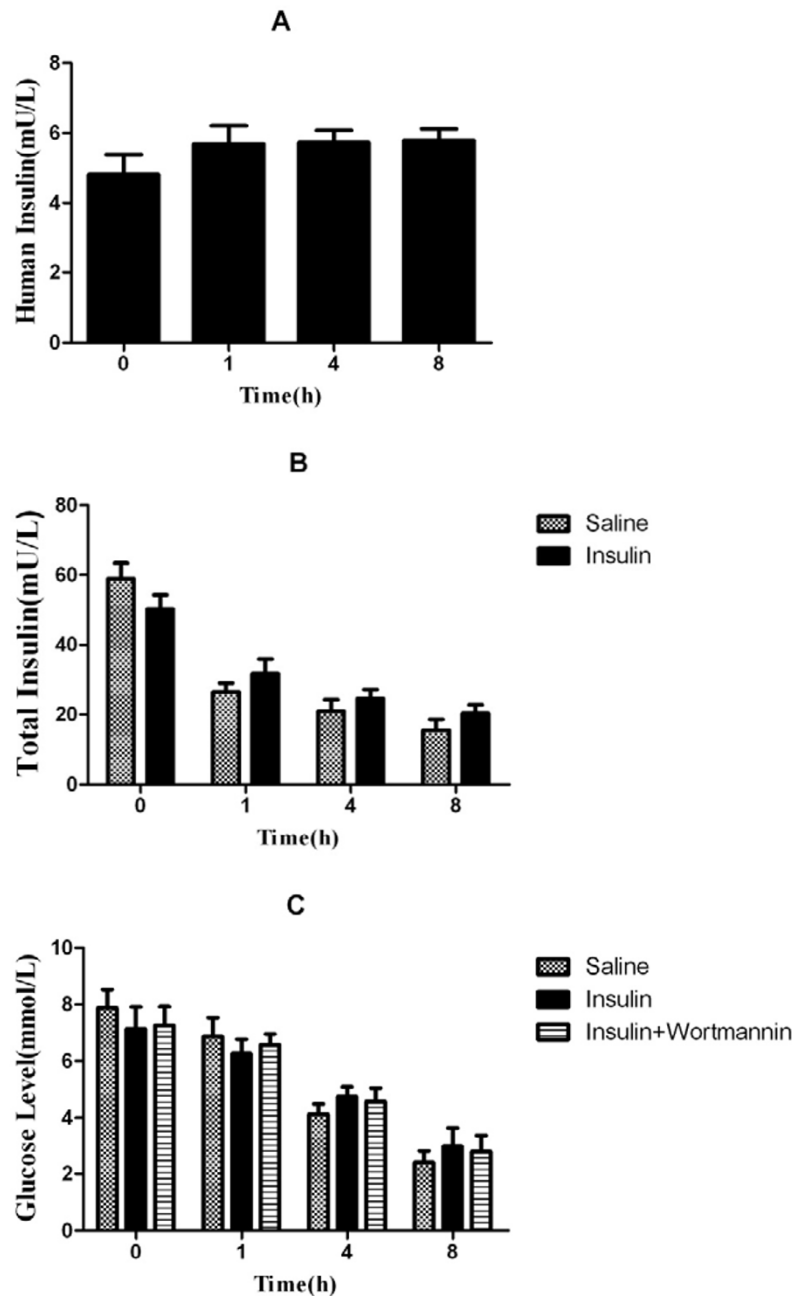 A
Human Insulin(mU/L)
8
6
4
2
0
0 1 4 8
Time(h)
B
Total Insulin(mU/L)
80
60
40
20
0
0 1 4 8
Time(h)
Saline
Insulin
C
Glucose Level(mmol/L)
10
8
6
4
2
0
0 1 4 8
Time(h)
Saline
Insulin
Insulin+Wortmannin